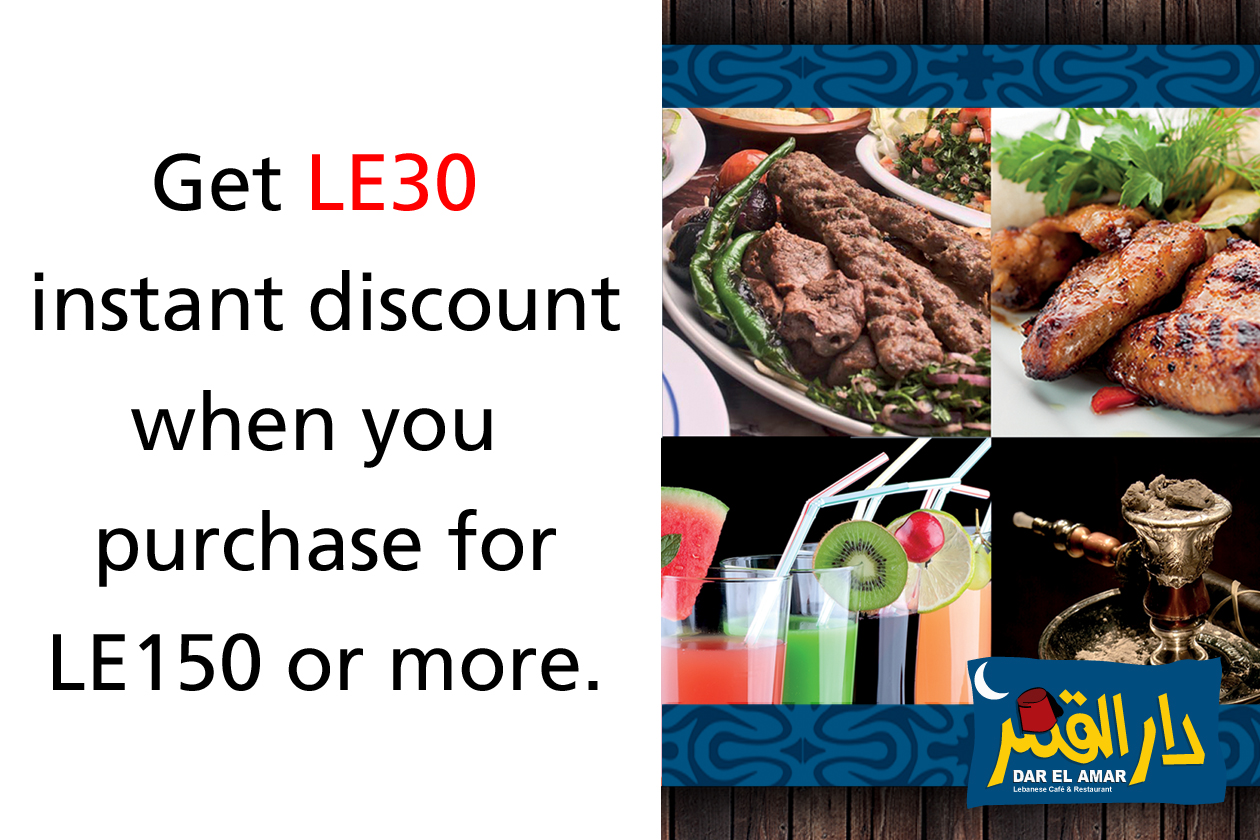 Get LE30
instant discount
when you
purchase for
LE150 or more.
دار القمر
DAR EL AMAR
Lebanese Café & Restaurant